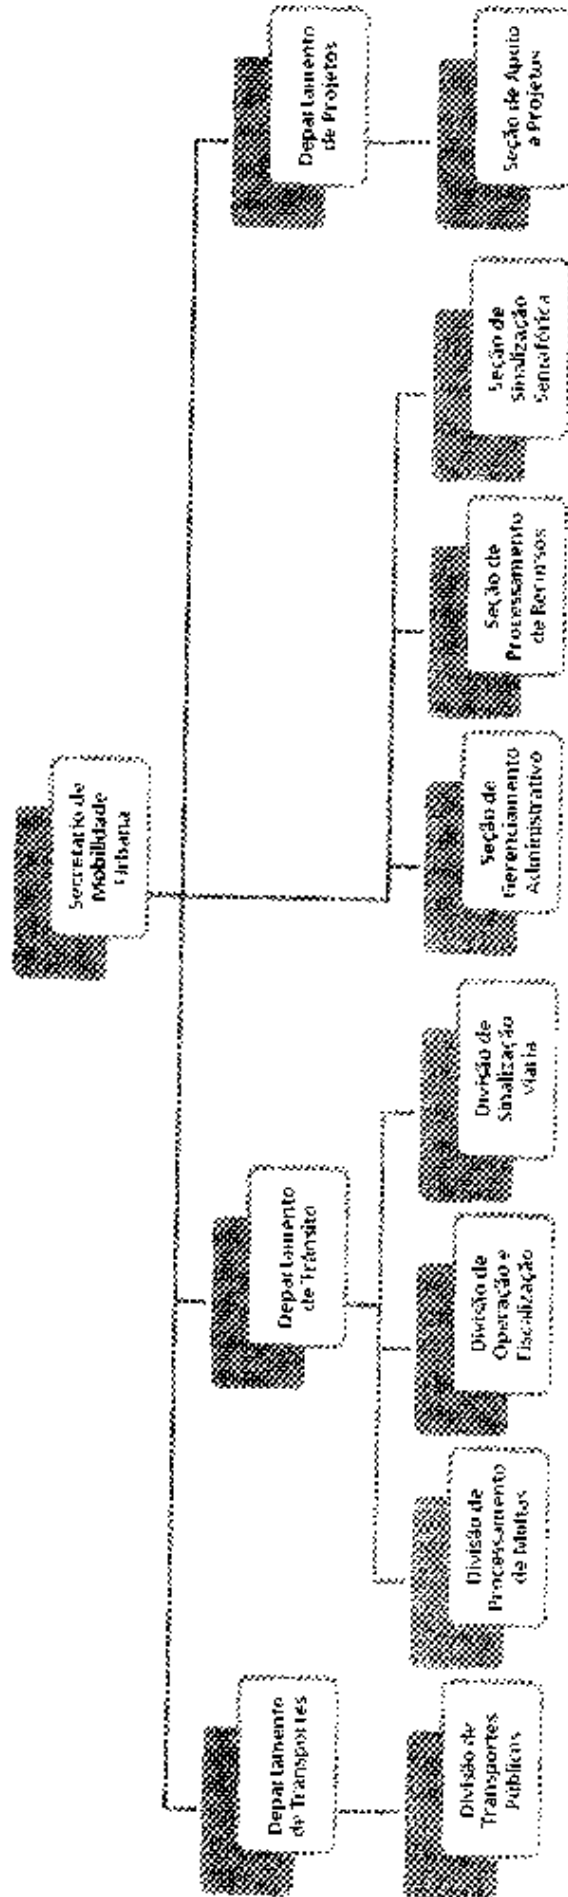 Secretário de
Mobilidade
Urbana
Departamento
de Transportes
Departamento
de Trânsito
Departamento
de Projetos
Divisão de
Transportes
Públicos
Divisão de
Processamento
de Multas
Divisão de
Operação e
Fiscalização
Divisão de
Sinalização
Viária
Seção de
Gerenciamento
Administrativo
Seção de
Processamento
de Recursos
Seção de
Sinalização
Semafórica
Seção de Apoio
a Projetos